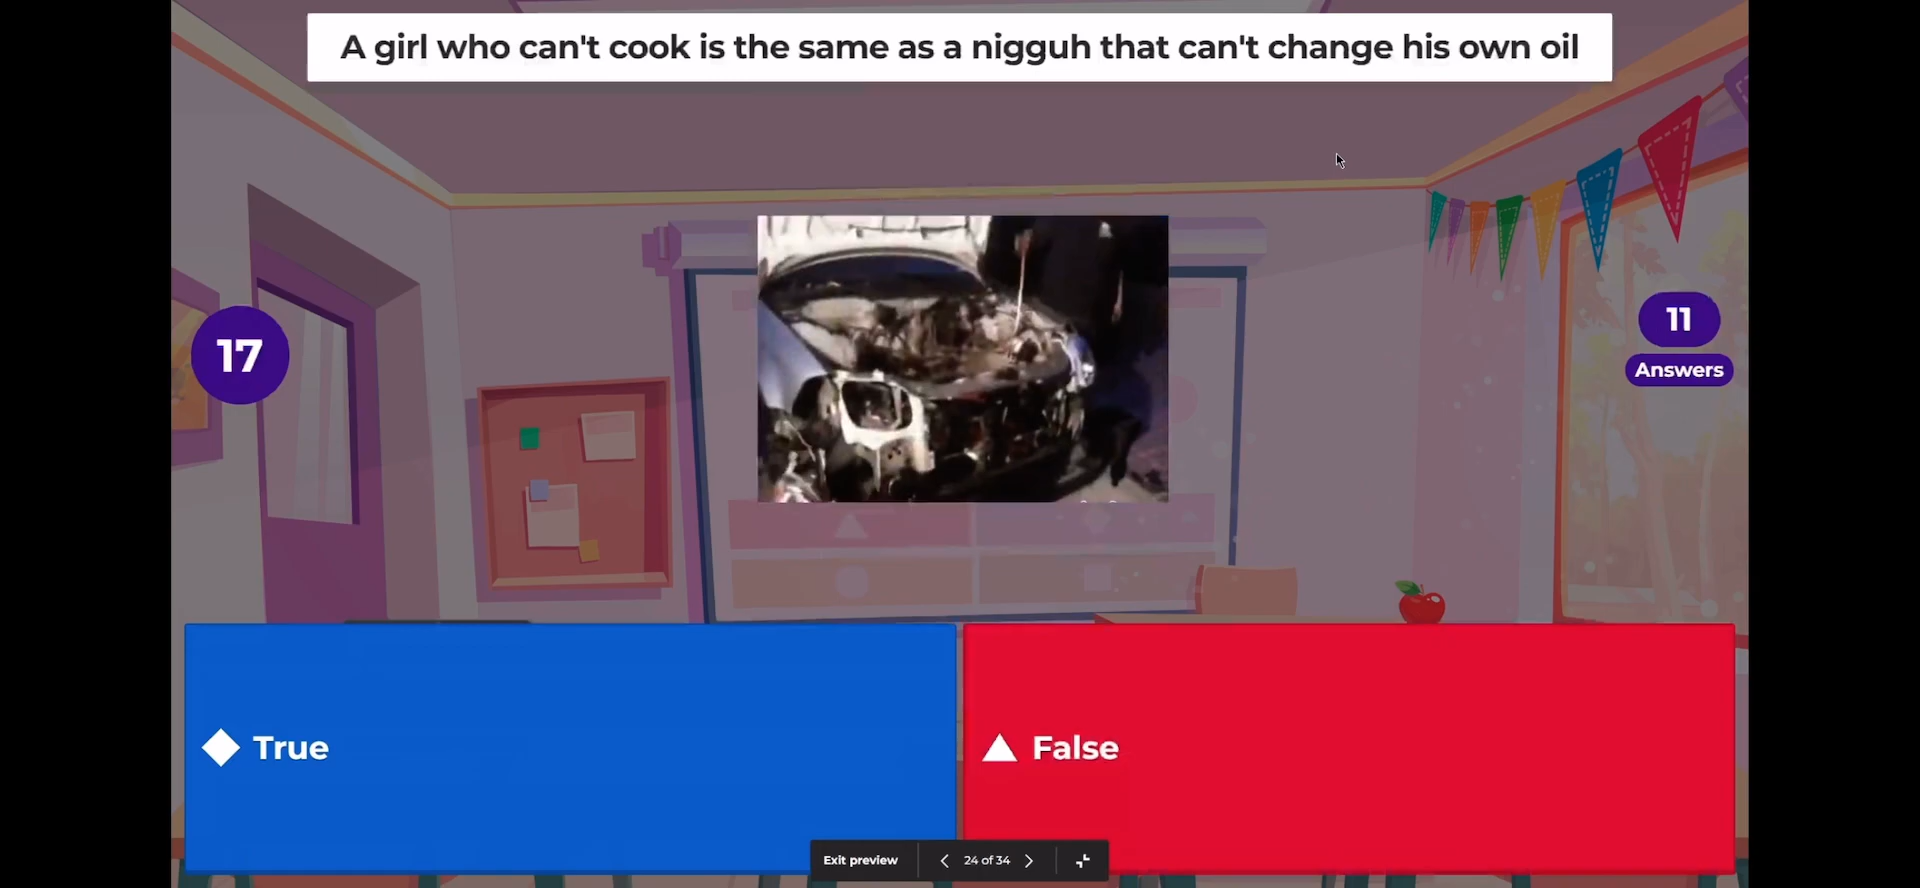 A girl who can't cook is the same as a nigguh that can't change his own oil
17
11
Answers
True
False
Exit preview
24 of 34